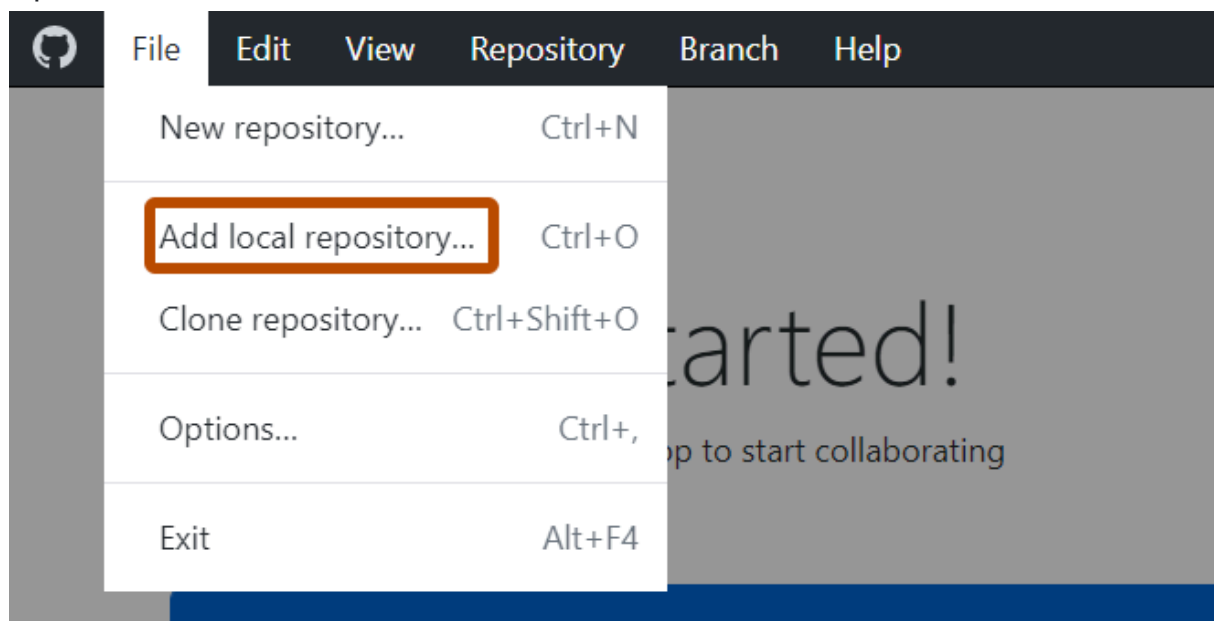 File Edit View Repository Branch Help
New repository... Ctrl+N
Add local repository... Ctrl+O
Clone repository... Ctrl+Shift+O
arted!
Options... Ctrl+,
p to start collaborating
Exit Alt+F4